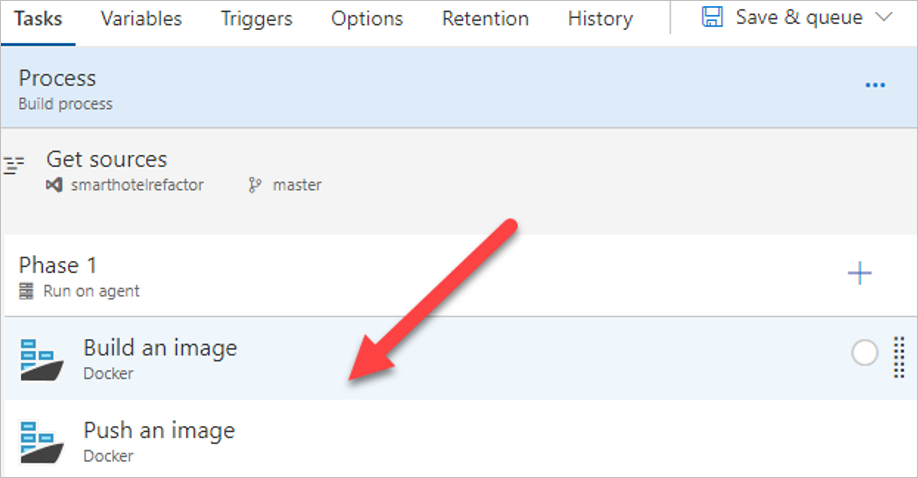 Tasks Variables Triggers Options Retention History Save & queue
Process
Build process
Get sources
smarthotelrefactor master
Phase 1
Run on agent
Build an image
Docker
Push an image
Docker